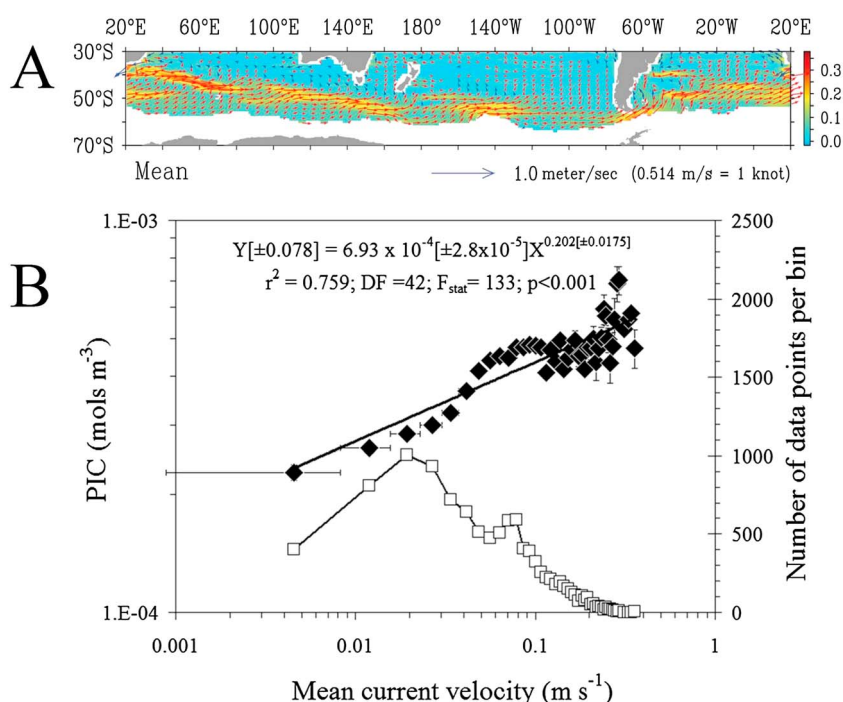 A
20°E 60°E 100°E 140°E 180° 140°W 100°W 60°W 20°W 20°E
30°S
50°S
70°S
0.3
0.2
0.1
0.0
Mean
1.0 meter/sec (0.514 m/s = 1 knot)
B
1.E-03
1.E-04
PIC (mols m⁻³)
Y[±0.078] = 6.93 x 10⁻⁴[±2.8x10⁻⁵]X⁰·²⁰²[±⁰·⁰¹⁷⁵]
r² = 0.759; DF =42; Fstat= 133; p<0.001
2500
2000
1500
1000
500
0
Number of data points per bin
0.001 0.01 0.1 1
Mean current velocity (m s⁻¹)